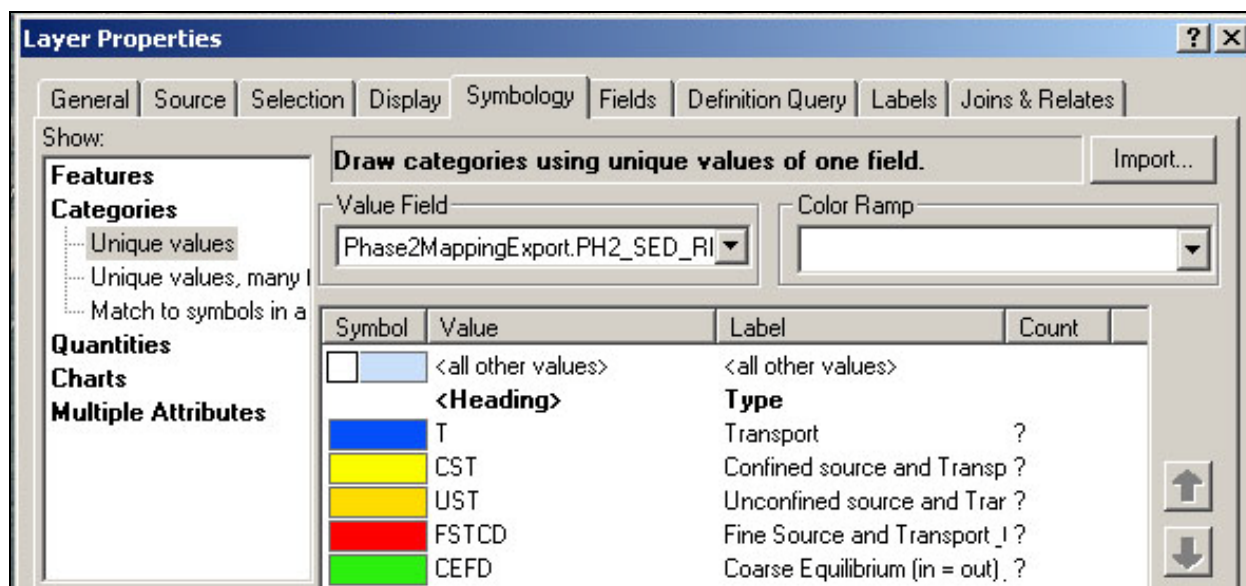 Layer Properties
? X
General Source Selection Display Symbology Fields Definition Query Labels Joins & Relates
Show:
Features
Categories
Unique values
Unique values, many
Match to symbols in a
Quantities
Charts
Multiple Attributes
Draw categories using unique values of one field.
Import...
Value Field
Phase2MappingExport.PH2_SED_RI
Color Ramp
Symbol Value Label Count
<all other values> <all other values>
<Heading> Type
T Transport ?
CST Confined source and Transp ?
UST Unconfined source and Trar ?
FSTCD Fine Source and Transport_ ?
CEFD Coarse Equilibrium (in = out)_ ?